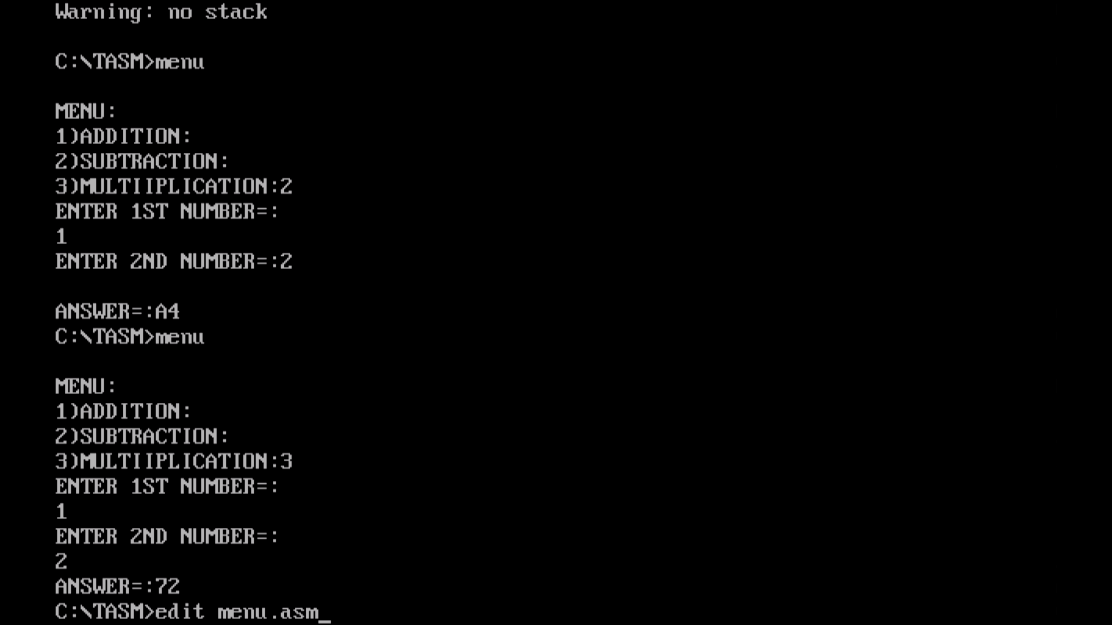 Warning: no stack
C:\TASM>menu
MENU:
1)ADDITION:
2)SUBTRACTION:
3)MULTIIPLICATION:2
ENTER 1ST NUMBER=:
1
ENTER 2ND NUMBER=:2
ANSWER=:A4
C:\TASM>menu
MENU:
1)ADDITION:
2)SUBTRACTION:
3)MULTIIPLICATION:3
ENTER 1ST NUMBER=:
1
ENTER 2ND NUMBER=:
2
ANSWER=:72
C:\TASM>edit menu.asm_